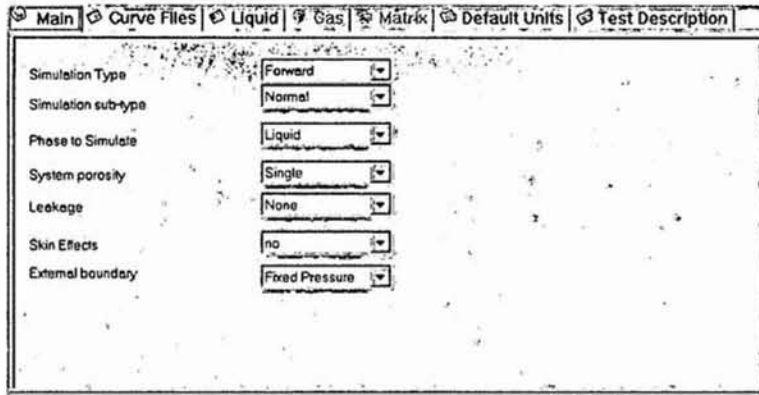 Main Curve Files Liquid Gas Matrix Default Units Test Description
Simulation Type Forward
Simulation sub-type Normal
Phase to Simulate Liquid
System porosity Single
Leakage None
Skin Effects no
External boundary Fixed Pressure